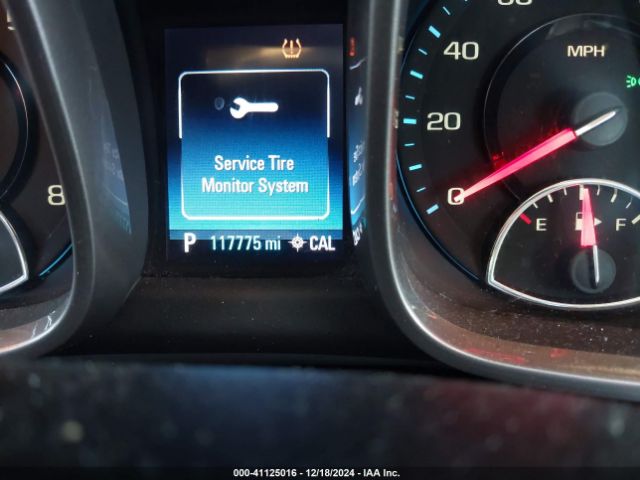 60
40
MPH
20
0
8
Service Tire
Monitor System
E
F
P 117775 mi CAL
000-41125016 - 12/18/2024 - IAA Inc.